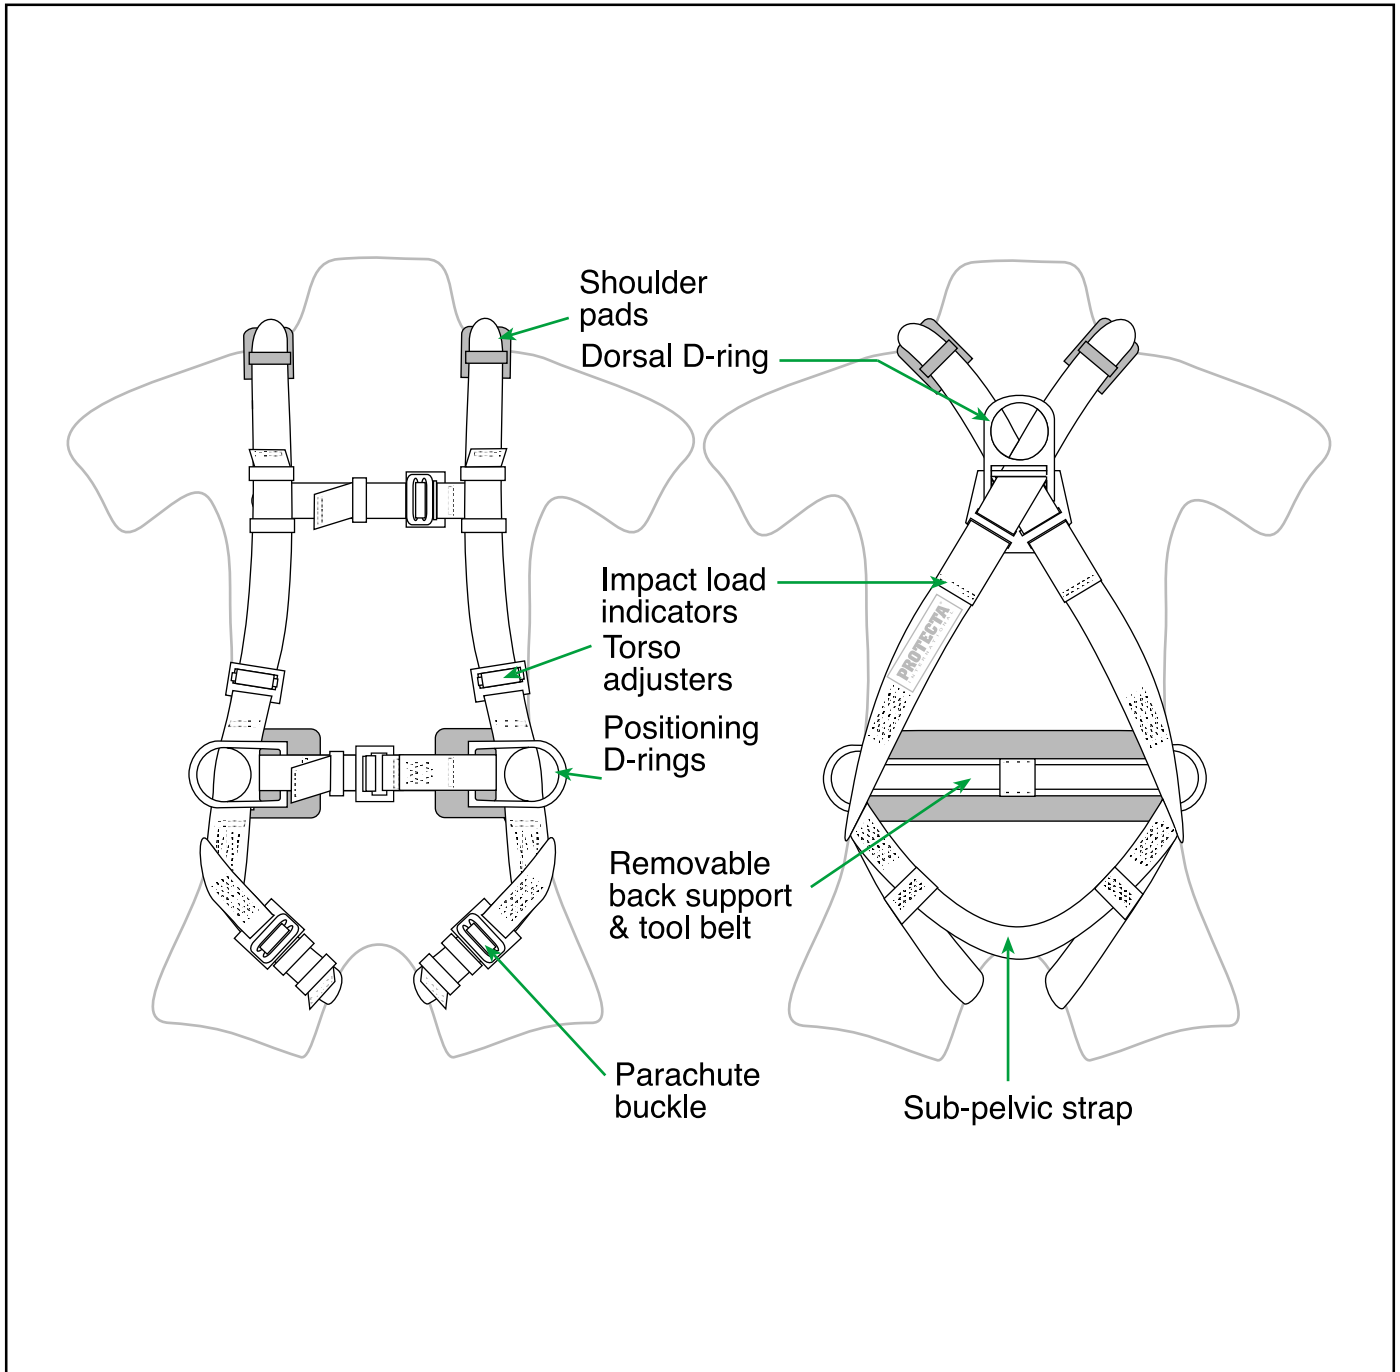 Shoulder
pads
Dorsal D-ring
Impact load
indicators
Torso
adjusters
Positioning
D-rings
Removable
back support
& tool belt
Parachute
buckle
Sub-pelvic strap
PROTECTA
INTERNATIONAL